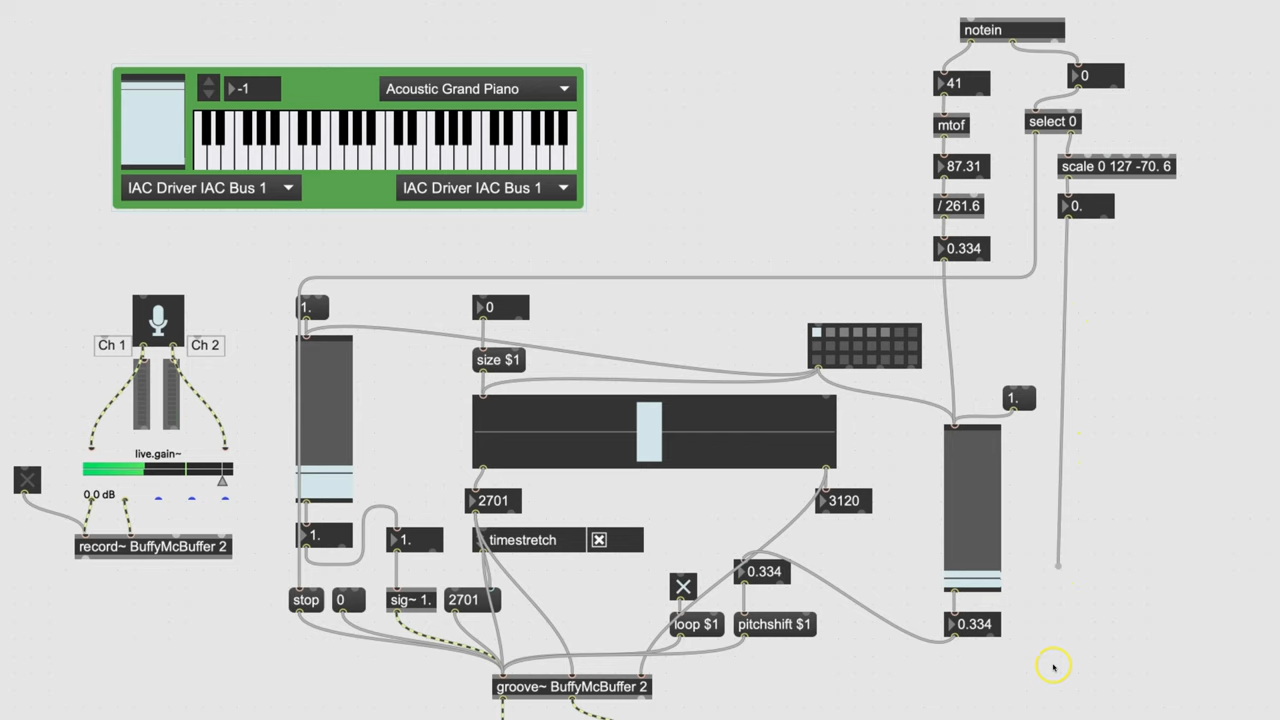 notein
-1
Acoustic Grand Piano
41
0
mtof
select 0
87.31
scale 0 127 -70. 6
IAC Driver IAC Bus 1
IAC Driver IAC Bus 1
/ 261.6
0.
0.334
1.
0
Ch 1
Ch 2
size $1
1.
live.gain~
0.0 dB
2701
3120
1.
1.
timestretch
record~ BuffyMcBuffer 2
0.334
stop
0
sig~ 1.
2701
loop $1
pitchshift $1
0.334
groove~ BuffyMcBuffer 2